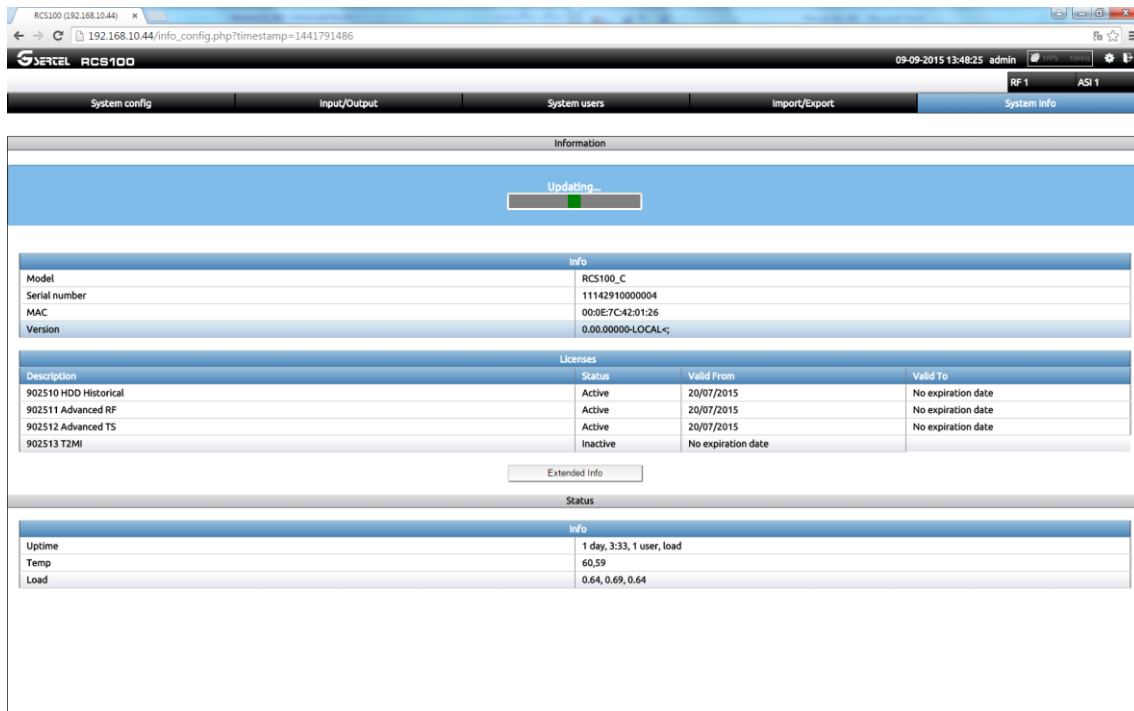 RCS100 (192.168.10.44) ×
192.168.10.44/info_config.php?timestamp=1441791486
SERTEL RCS100 09-09-2015 13:48:25 admin 1PPS 10MHz
RF 1 ASI 1
System config Input/Output System users Import/Export System Info
Information
Updating...
Info
Model RCS100_C
Serial number 11142910000004
MAC 00:0E:7C:42:01:26
Version 0.00.00000-LOCAL<;
Licenses
Description Status Valid From Valid To
902510 HDD Historical Active 20/07/2015 No expiration date
902511 Advanced RF Active 20/07/2015 No expiration date
902512 Advanced TS Active 20/07/2015 No expiration date
902513 T2MI Inactive No expiration date
Extended Info
Status
Info
Uptime 1 day, 3:33, 1 user, load
Temp 60,59
Load 0.64, 0.69, 0.64